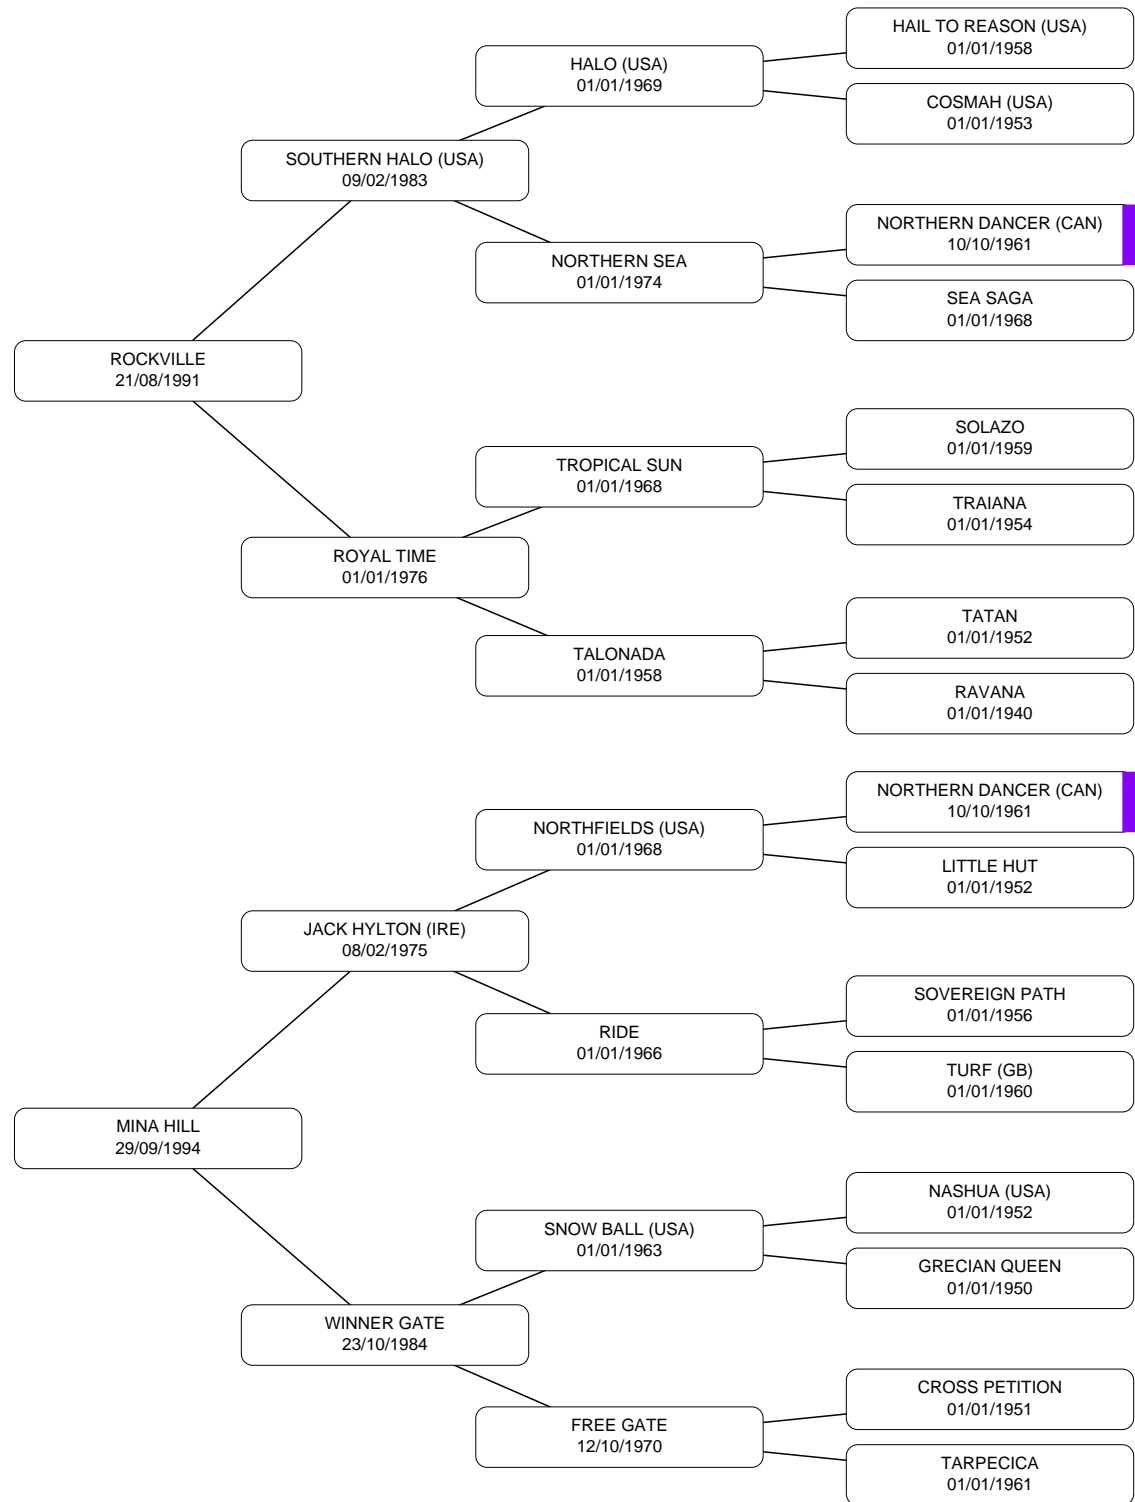 HAIL TO REASON (USA)
01/01/1958
HALO (USA)
01/01/1969
COSMAH (USA)
01/01/1953
SOUTHERN HALO (USA)
09/02/1983
NORTHERN DANCER (CAN)
10/10/1961
NORTHERN SEA
01/01/1974
SEA SAGA
01/01/1968
ROCKVILLE
21/08/1991
SOLAZO
01/01/1959
TROPICAL SUN
01/01/1968
TRAIANA
01/01/1954
ROYAL TIME
01/01/1976
TATAN
01/01/1952
TALONADA
01/01/1958
RAVANA
01/01/1940
NORTHERN DANCER (CAN)
10/10/1961
NORTHFIELDS (USA)
01/01/1968
LITTLE HUT
01/01/1952
JACK HYLTON (IRE)
08/02/1975
SOVEREIGN PATH
01/01/1956
RIDE
01/01/1966
TURF (GB)
01/01/1960
MINA HILL
29/09/1994
NASHUA (USA)
01/01/1952
SNOW BALL (USA)
01/01/1963
GRECIAN QUEEN
01/01/1950
WINNER GATE
23/10/1984
CROSS PETITION
01/01/1951
FREE GATE
12/10/1970
TARPECICA
01/01/1961